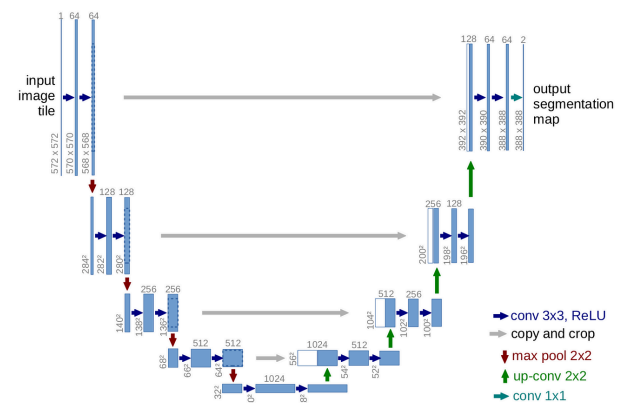 1 64 64
input
image
tile
572 x 572
570 x 570
568 x 568
128 64 64 2
output
segmentation
map
392 x 392
390 x 390
388 x 388
388 x 388
128 128
284²
282²
280²
256 128
200²
198²
196²
256 256
140²
138²
136²
512 256
104²
102²
100²
512 512
68²
66²
64²
1024 512
56²
54²
52²
1024
32²
0²
8²
conv 3x3, ReLU
copy and crop
max pool 2x2
up-conv 2x2
conv 1x1